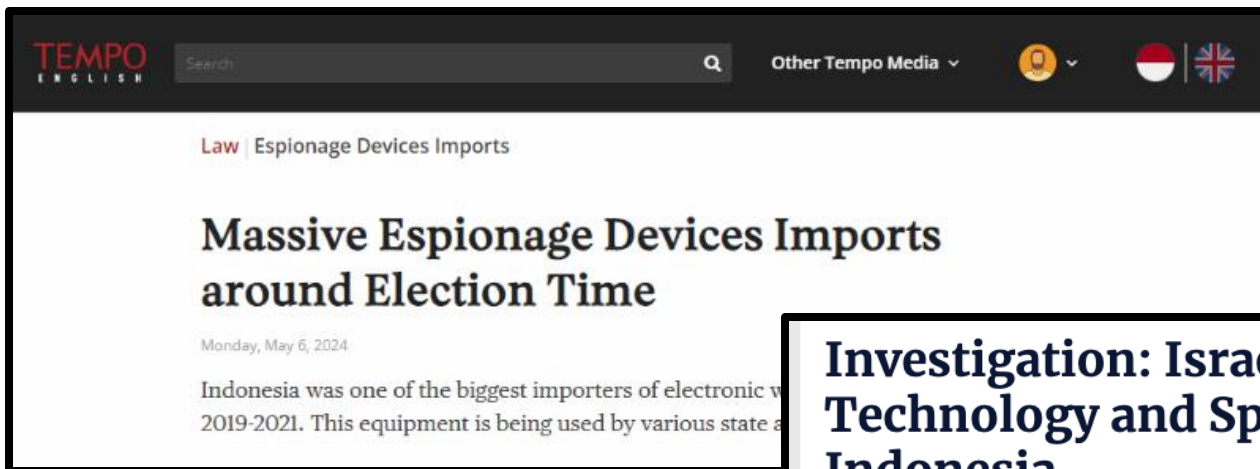 TEMPO
ENGLISH
Search
Other Tempo Media
Law | Espionage Devices Imports
Massive Espionage Devices Imports
around Election Time
Monday, May 6, 2024
Indonesia was one of the biggest importers of electronic
2019-2021. This equipment is being used by various state
Investigation:
Technology and
Indonesia